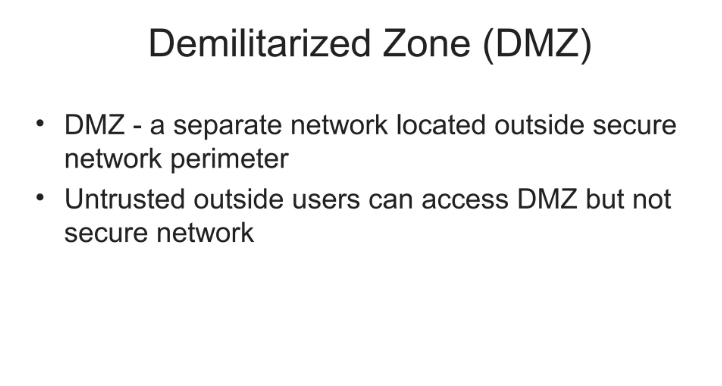 Demilitarized Zone (DMZ)
• DMZ - a separate network located outside secure
network perimeter
• Untrusted outside users can access DMZ but not
secure network